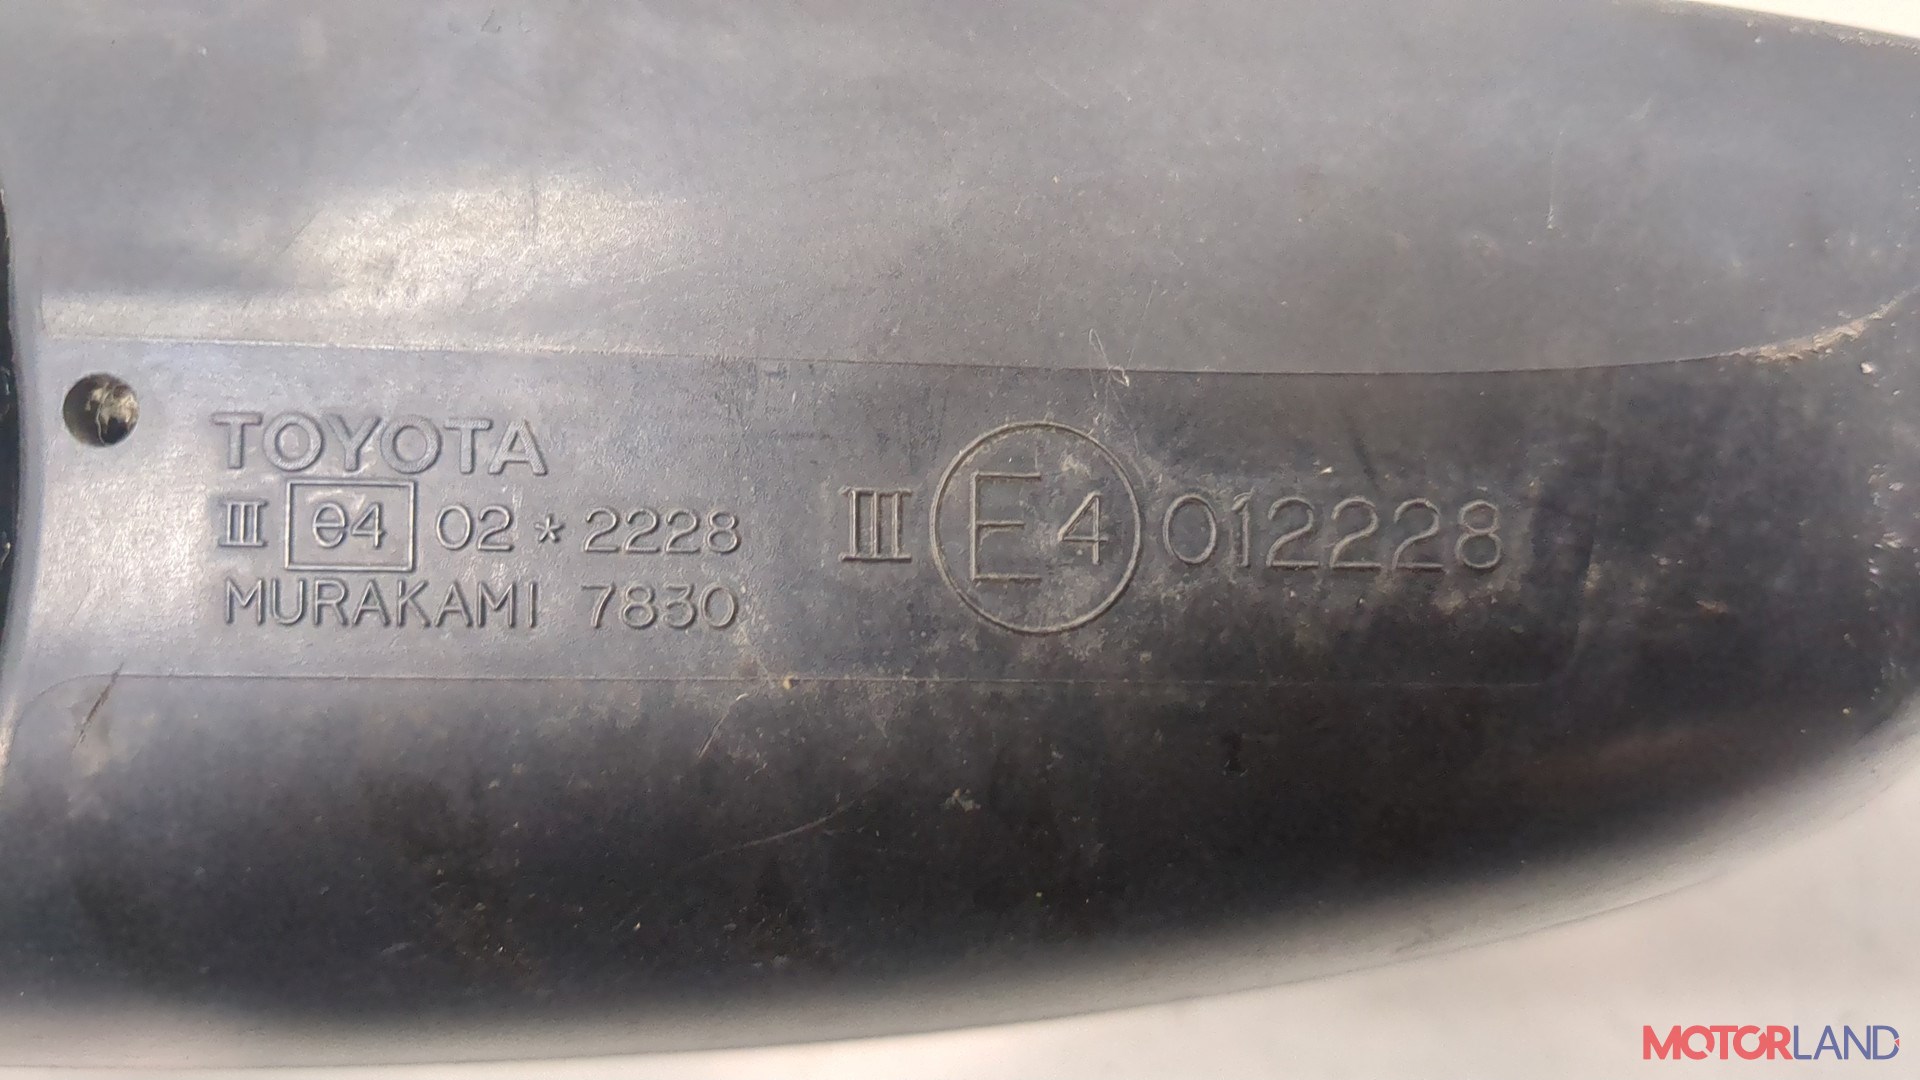 TOYOTA
III e4 02 * 2228
MURAKAMI 7830
III E4 012228
MOTORLAND